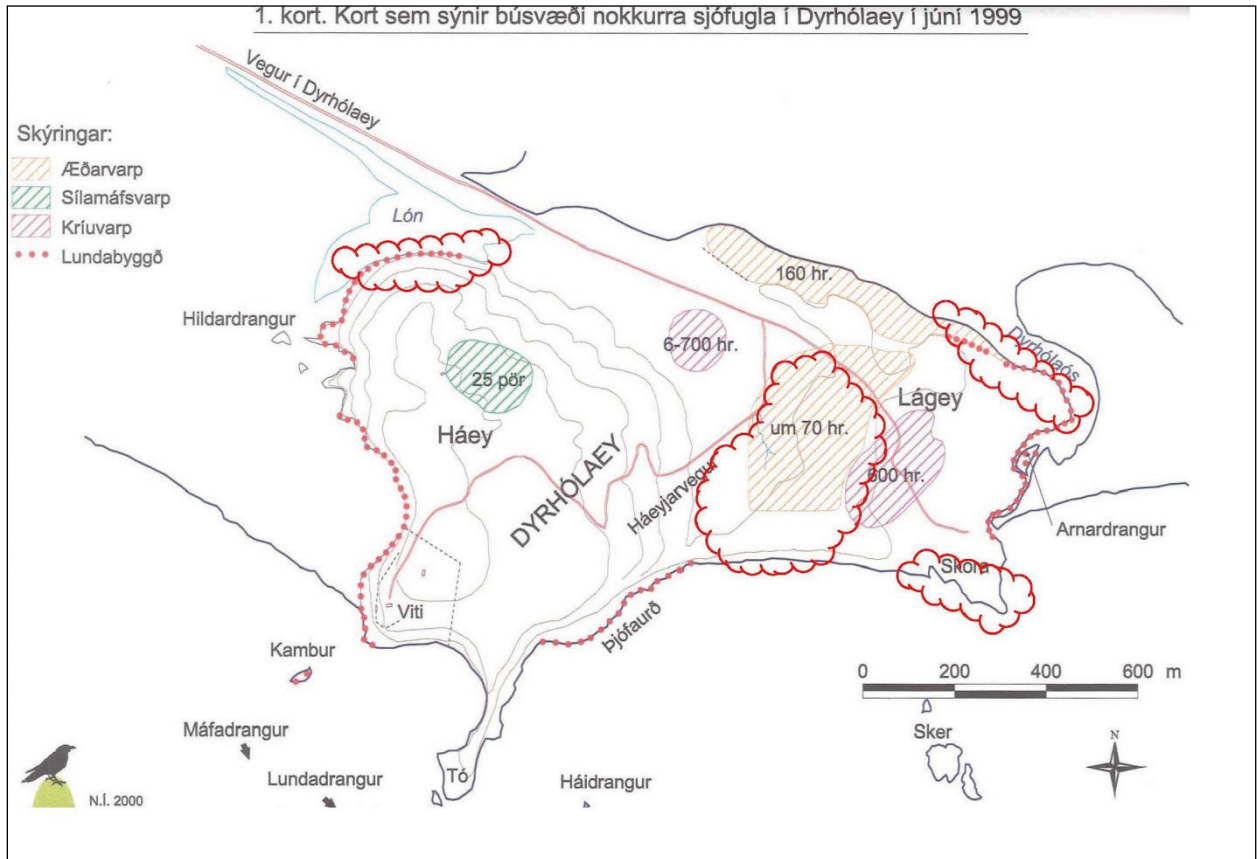 1. kort. Kort sem sýnir búsvæði nokkurra sjófugla í Dyrhólaey í júní 1999
Vegur í Dyrhólaey
Skýringar:
Æðarvarp
Sílamáfsvarp
Kríuvarp
Lundabyggð
Lón
160 hr.
Hildardrangur
6-700 hr.
Dyrhólaós
25 pör
Lágey
um 70 hr.
Háey
DYRHÓLAEY
Háeyjarvegur
600 hr.
Arnardrangur
Skora
Viti
Þjófaurð
Kambur
0 200 400 600 m
Máfadrangur
Sker
N
Lundadrangur
Tó
Háidrangur
N.Í. 2000